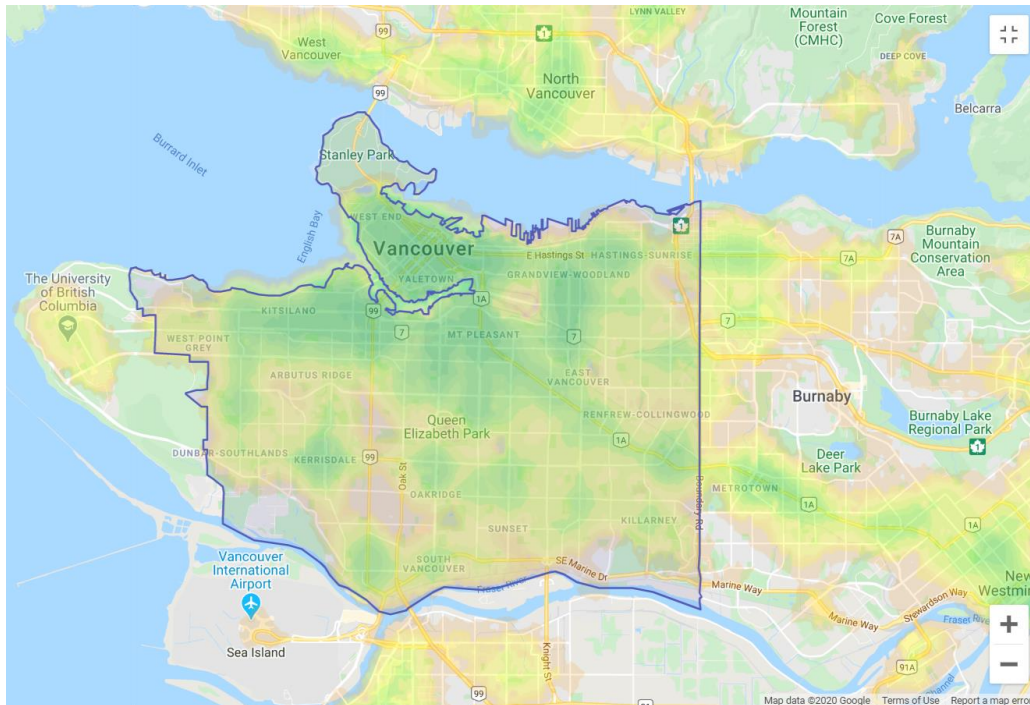 LYNN VALLEY
Mountain
Forest
(CMHC)
Cove Forest
99
1
West
Vancouver
DEEP COVE
North
Vancouver
99
Belcarra
Burrard Inlet
Stanley Park
WEST END
English Bay
Vancouver
1
7A
Burnaby
Mountain
Conservation
Area
E Hastings St
HASTINGS-SUNRISE
7A
GRANDVIEW-WOODLAND
YALETOWN
The University
of British
Columbia
1A
KITSILANO
99
7
MT PLEASANT
7
7
7
WEST POINT
GREY
ARBUTUS RIDGE
EAST
VANCOUVER
Burnaby
Queen
Elizabeth Park
RENFREW-COLLINGWOOD
Burnaby Lake
Regional Park
1A
1
DUNBAR-SOUTHLANDS
KERRISDALE
99
Oak St
Deer
Lake Park
METROTOWN
OAKRIDGE
Boundary Rd
1A
SUNSET
KILLARNEY
1A
Vancouver
International
Airport
SOUTH
VANCOUVER
SE Marine Dr
Fraser River
Marine Way
New
Westmin
Stewardson Way
Marine Way
Fraser River
Sea Island
Knight St
91A
Channel
99
Map data ©2020 Google Terms of Use Report a map error